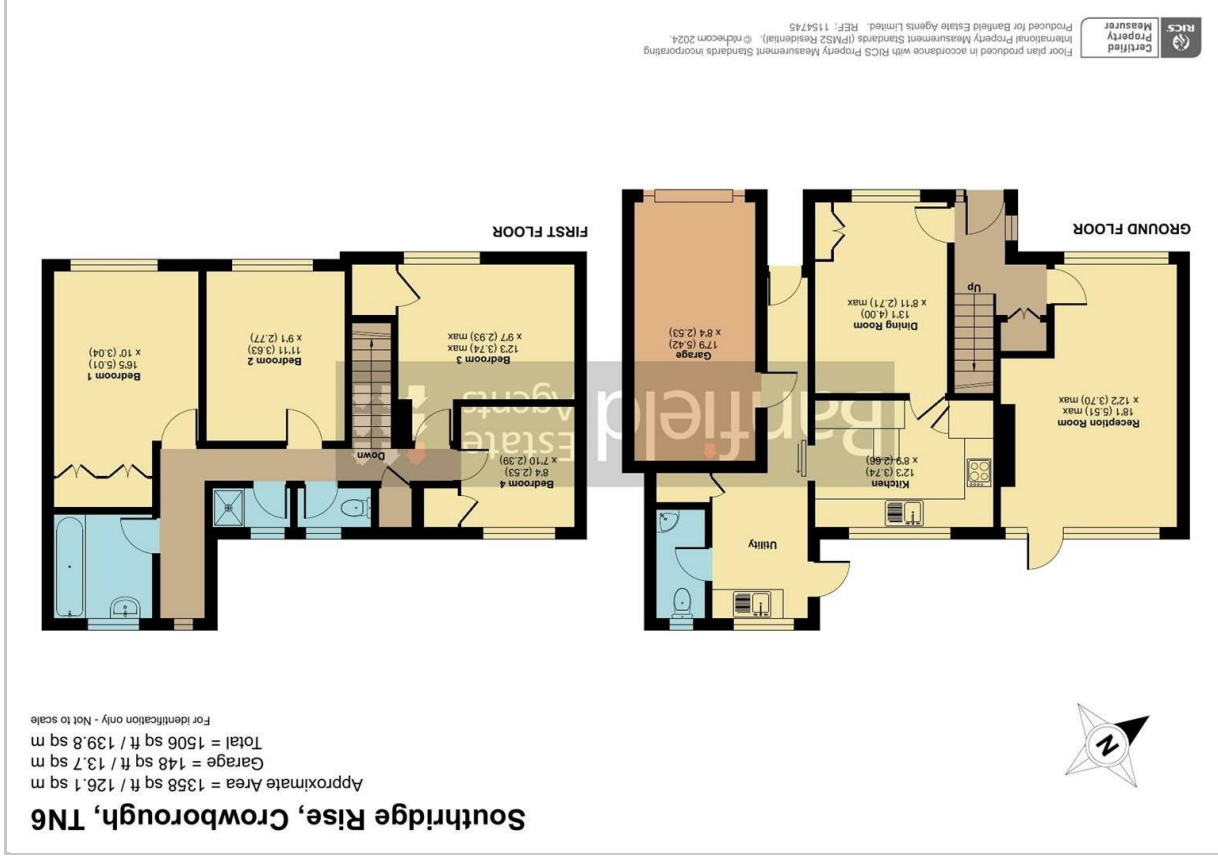 Southridge Rise, Crowborough, TN6
Approximate Area = 1358 sq ft / 126.1 sq m
Garage = 148 sq ft / 13.7 sq m
Total = 1506 sq ft / 139.8 sq m
For identification only - Not to scale
N
Utility
Kitchen
12'3 (3.74)
x 8'9 (2.66)
Reception
Room
18'1 (5.51) max
x 12'2 (3.70) max
Dining Room
13'1 (4.00)
x 8'11 (2.71) max
Garage
17'9 (5.42)
x 8'4 (2.53)
Up
GROUND FLOOR
Bedroom 4
8'4 (2.53)
x 7'10 (2.39)
Down
Bedroom 3
12'3 (3.74) max
x 9'7 (2.93) max
Bedroom 2
11'11 (3.63)
x 9'1 (2.77)
Bedroom 1
16'5 (5.01)
x 10' (3.04)
FIRST FLOOR
Banfield
Estate
Agents
Certified
Property
Measurer
RICS
Floor plan produced in accordance with RICS Property Measurement Standards incorporating
International Property Measurement Standards (IPMS2 Residential). ©nichecom 2024.
Produced for Banfield Estate Agents Limited. REF: 1154745